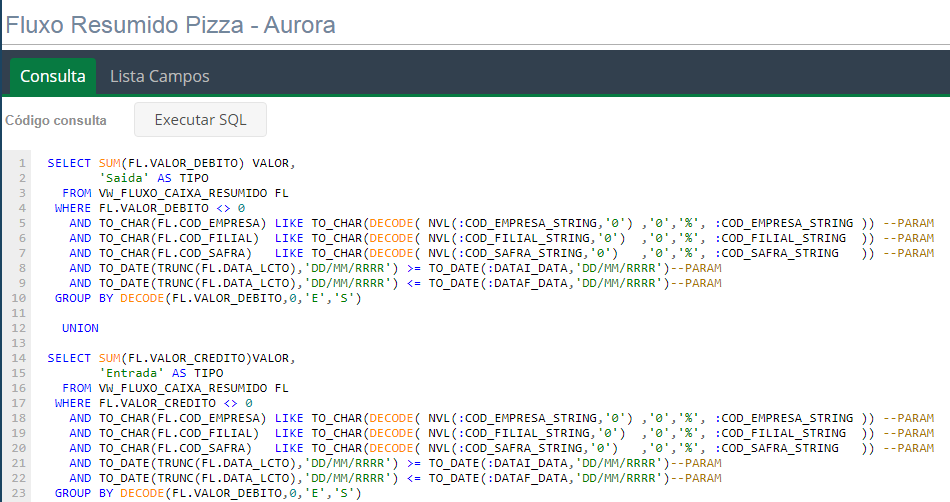 Fluxo Resumido Pizza - Aurora
Consulta Lista Campos
Código consulta Executar SQL
1 SELECT SUM(FL.VALOR_DEBITO) VALOR,
2 'Saida' AS TIPO
3 FROM VW_FLUXO_CAIXA_RESUMIDO FL
4 WHERE FL.VALOR_DEBITO <> 0
5 AND TO_CHAR(FL.COD_EMPRESA) LIKE TO_CHAR(DECODE( NVL(:COD_EMPRESA_STRING,'0') ,'0','%', :COD_EMPRESA_STRING )) --PARAM
6 AND TO_CHAR(FL.COD_FILIAL) LIKE TO_CHAR(DECODE( NVL(:COD_FILIAL_STRING,'0') ,'0','%', :COD_FILIAL_STRING )) --PARAM
7 AND TO_CHAR(FL.COD_SAFRA) LIKE TO_CHAR(DECODE( NVL(:COD_SAFRA_STRING,'0') ,'0','%', :COD_SAFRA_STRING )) --PARAM
8 AND TO_DATE(TRUNC(FL.DATA_LCTO),'DD/MM/RRRR') >= TO_DATE(:DATAI_DATA,'DD/MM/RRRR')--PARAM
9 AND TO_DATE(TRUNC(FL.DATA_LCTO),'DD/MM/RRRR') <= TO_DATE(:DATAF_DATA,'DD/MM/RRRR')--PARAM
10 GROUP BY DECODE(FL.VALOR_DEBITO,0,'E','S')
11
12 UNION
13
14 SELECT SUM(FL.VALOR_CREDITO)VALOR,
15 'Entrada' AS TIPO
16 FROM VW_FLUXO_CAIXA_RESUMIDO FL
17 WHERE FL.VALOR_CREDITO <> 0
18 AND TO_CHAR(FL.COD_EMPRESA) LIKE TO_CHAR(DECODE( NVL(:COD_EMPRESA_STRING,'0') ,'0','%', :COD_EMPRESA_STRING )) --PARAM
19 AND TO_CHAR(FL.COD_FILIAL) LIKE TO_CHAR(DECODE( NVL(:COD_FILIAL_STRING,'0') ,'0','%', :COD_FILIAL_STRING )) --PARAM
20 AND TO_CHAR(FL.COD_SAFRA) LIKE TO_CHAR(DECODE( NVL(:COD_SAFRA_STRING,'0') ,'0','%', :COD_SAFRA_STRING )) --PARAM
21 AND TO_DATE(TRUNC(FL.DATA_LCTO),'DD/MM/RRRR') >= TO_DATE(:DATAI_DATA,'DD/MM/RRRR')--PARAM
22 AND TO_DATE(TRUNC(FL.DATA_LCTO),'DD/MM/RRRR') <= TO_DATE(:DATAF_DATA,'DD/MM/RRRR')--PARAM
23 GROUP BY DECODE(FL.VALOR_DEBITO,0,'E','S')